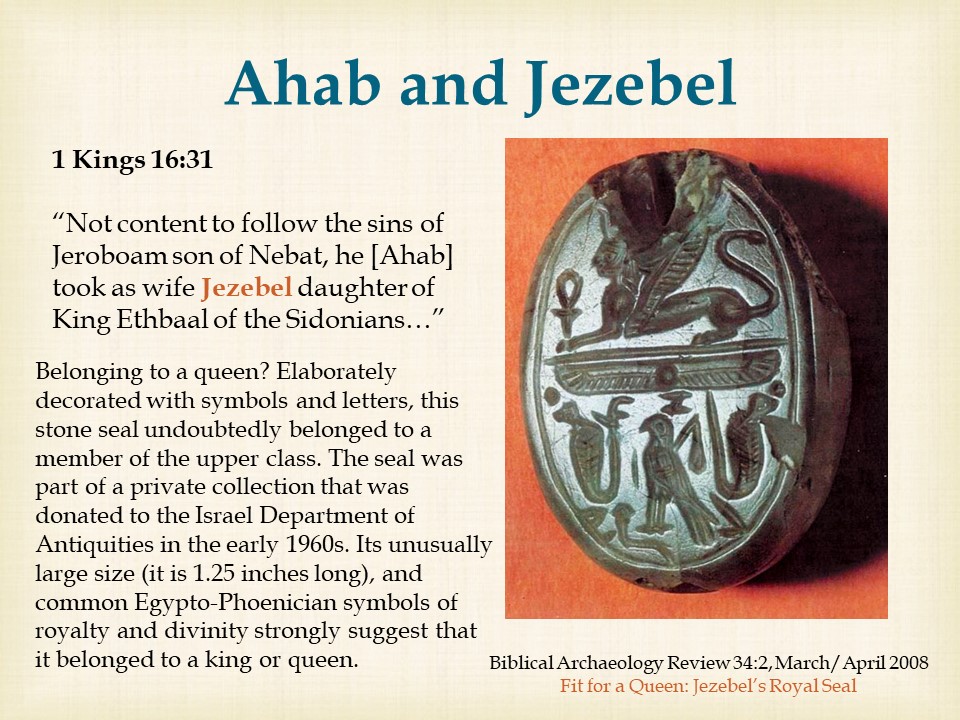 Ahab and Jezebel
1 Kings 16:31
“Not content to follow the sins of
Jeroboam son of Nebat, he [Ahab]
took as wife Jezebel daughter of
King Ethbaal of the Sidonians…”
Belonging to a queen? Elaborately
decorated with symbols and letters, this
stone seal undoubtedly belonged to a
member of the upper class. The seal was
part of a private collection that was
donated to the Israel Department of
Antiquities in the early 1960s. Its unusually
large size (it is 1.25 inches long), and
common Egypto-Phoenician symbols of
royalty and divinity strongly suggest that
it belonged to a king or queen.
Biblical Archaeology Review 34:2, March/April 2008
Fit for a Queen: Jezebel’s Royal Seal